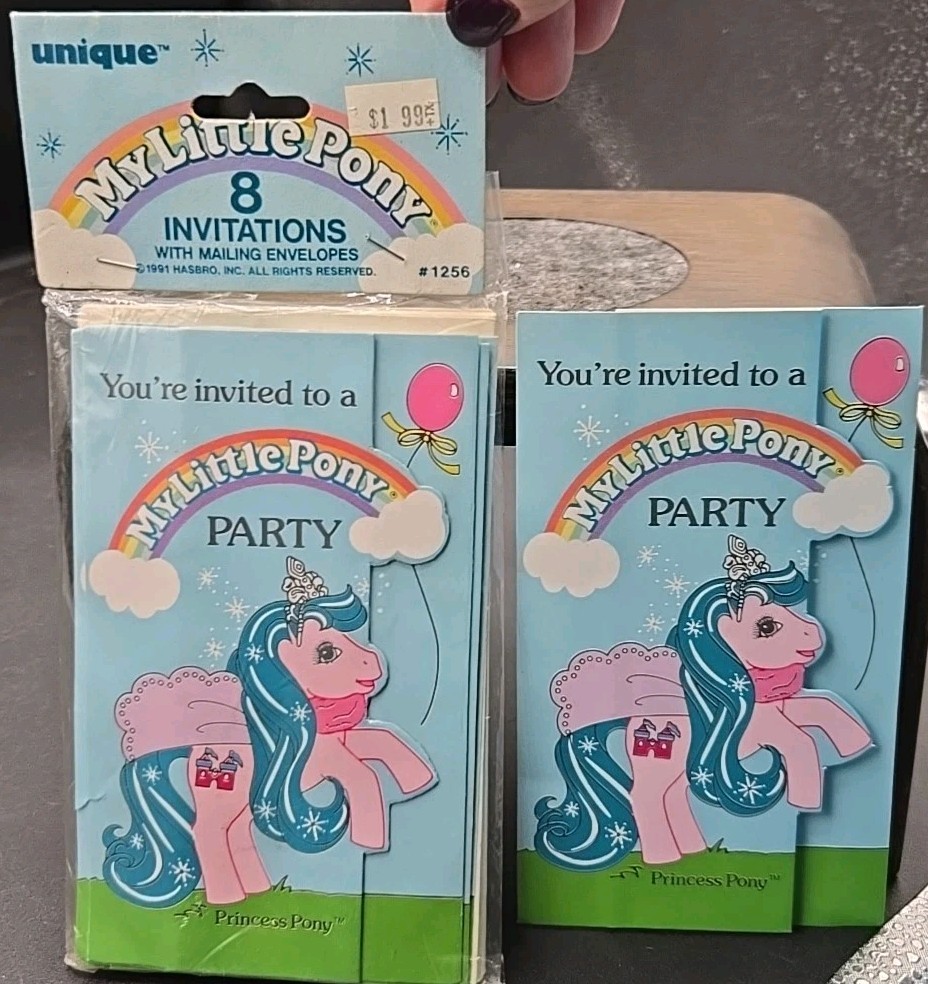 unique™
$1 99 +TX
My Little Pony®
8
INVITATIONS
WITH MAILING ENVELOPES
©1991 HASBRO, INC. ALL RIGHTS RESERVED.
#1256
You're invited to a
My Little Pony®
PARTY
Princess Pony™
You're invited to a
My Little Pony®
PARTY
Princess Pony™